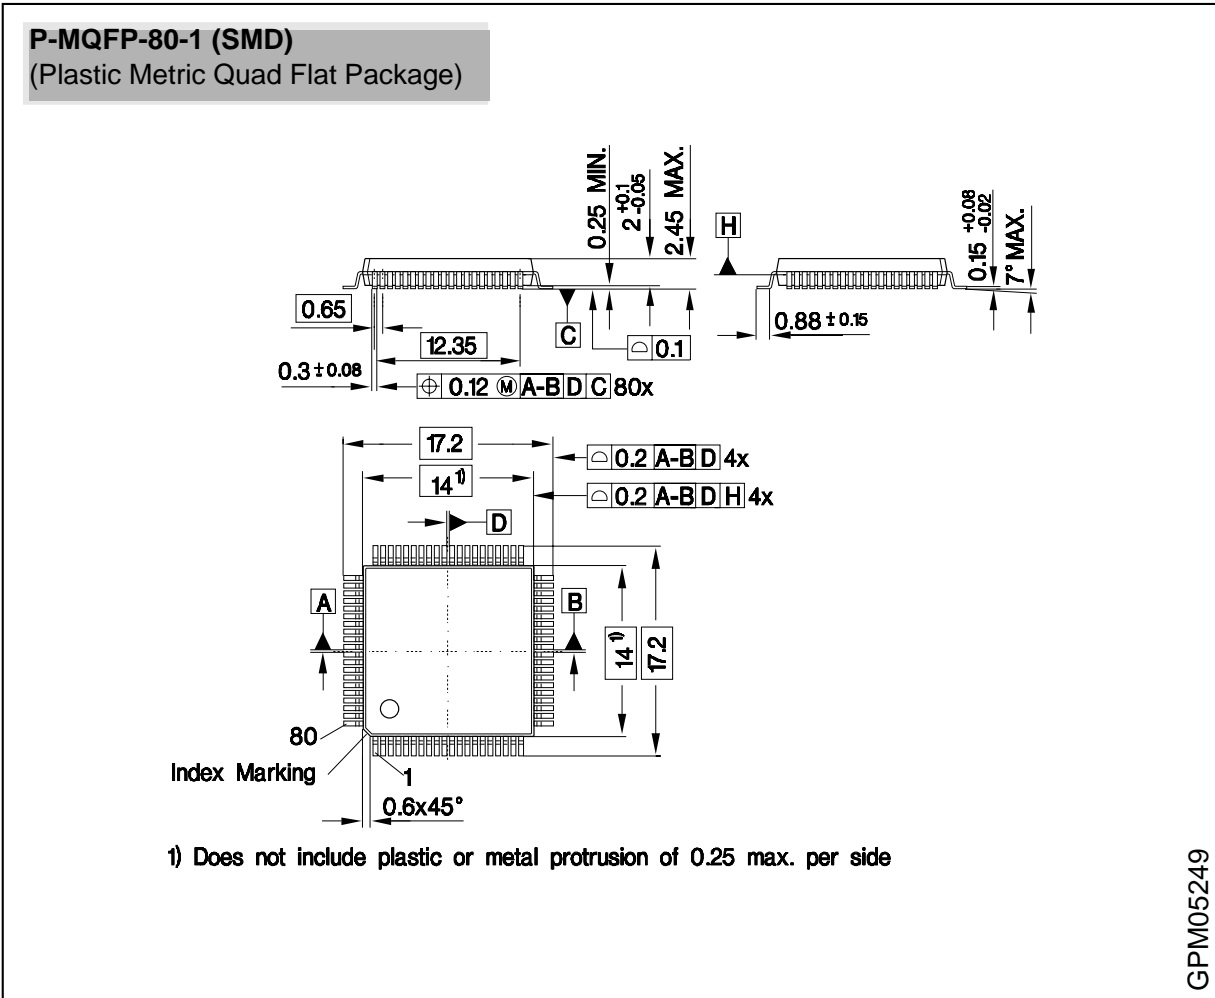 P-MQFP-80-1 (SMD)
(Plastic Metric Quad Flat Package)
0.25 MIN.
2 +0.1 -0.05
2.45 MAX.
H
0.15 +0.08 -0.02
7° MAX.
0.65
12.35
C
⌓ 0.1
0.88 ± 0.15
0.3 ± 0.08
⌖ 0.12 Ⓜ A-B D C 80x
17.2
⌓ 0.2 A-B D 4x
14 1)
⌓ 0.2 A-B D H 4x
D
A
B
14 1)
17.2
80
Index Marking
1
0.6x45°
1) Does not include plastic or metal protrusion of 0.25 max. per side
GPM05249